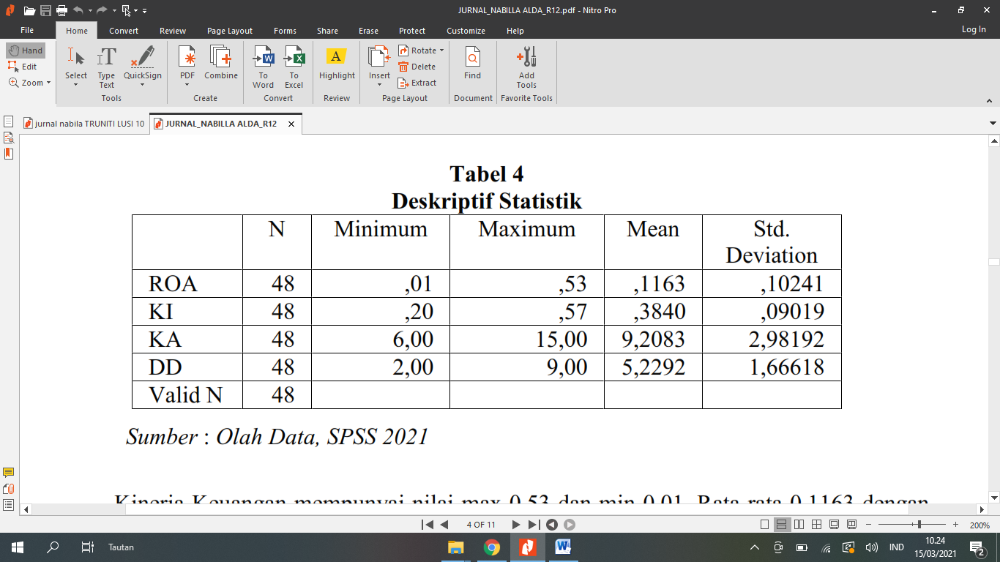 JURNAL_NABILLA ALDA_R12.pdf - Nitro Pro
File Home Convert Review Page Layout Forms Share Erase Protect Customize Help Log In
Hand
Edit
Zoom
Select
Type Text
QuickSign
Tools
PDF
Combine
Create
To Word
To Excel
Convert
Highlight
Review
Insert
Rotate
Delete
Extract
Page Layout
Find
Document
Add Tools
Favorite Tools
jurnal nabila TRUNITI LUSI 10
JURNAL_NABILLA ALDA_R12
Tabel 4
Deskriptif Statistik
N Minimum Maximum Mean Std. Deviation
ROA 48 ,01 ,53 ,1163 ,10241
KI 48 ,20 ,57 ,3840 ,09019
KA 48 6,00 15,00 9,2083 2,98192
DD 48 2,00 9,00 5,2292 1,66618
Valid N 48
Sumber : Olah Data, SPSS 2021
Kinerja Keuangan mempunyai nilai max 0,53 dan min 0,01. Rata-rata 0,1163 dengan
4 OF 11
200%
Tautan
IND
10.24
15/03/2021
2